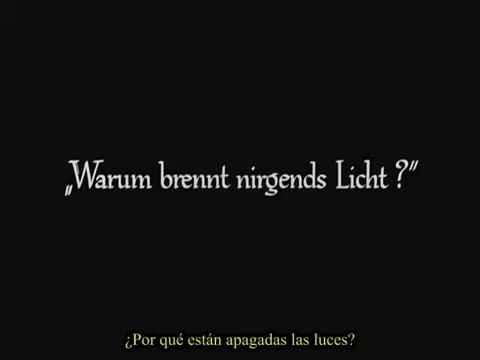 „Warum brennt nirgends Licht?"
¿Por qué están apagadas las luces?